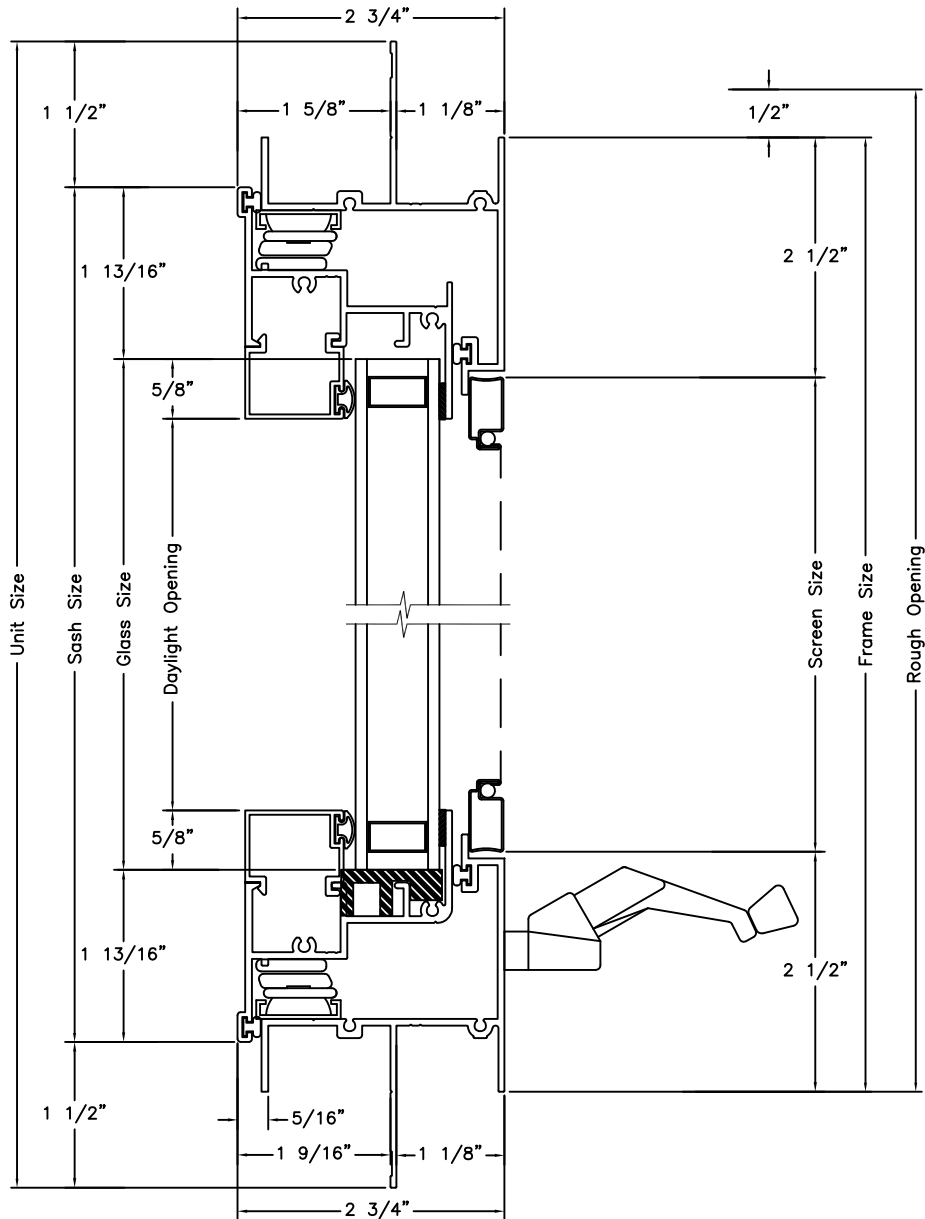 2 3/4”
1 5/8”
1 1/8”
1 1/2”
1/2”
1 13/16”
2 1/2”
5/8”
Unit Size
Sash Size
Glass Size
Daylight Opening
Screen Size
Frame Size
Rough Opening
5/8”
1 13/16”
2 1/2”
1 1/2”
5/16”
1 9/16”
1 1/8”
2 3/4”